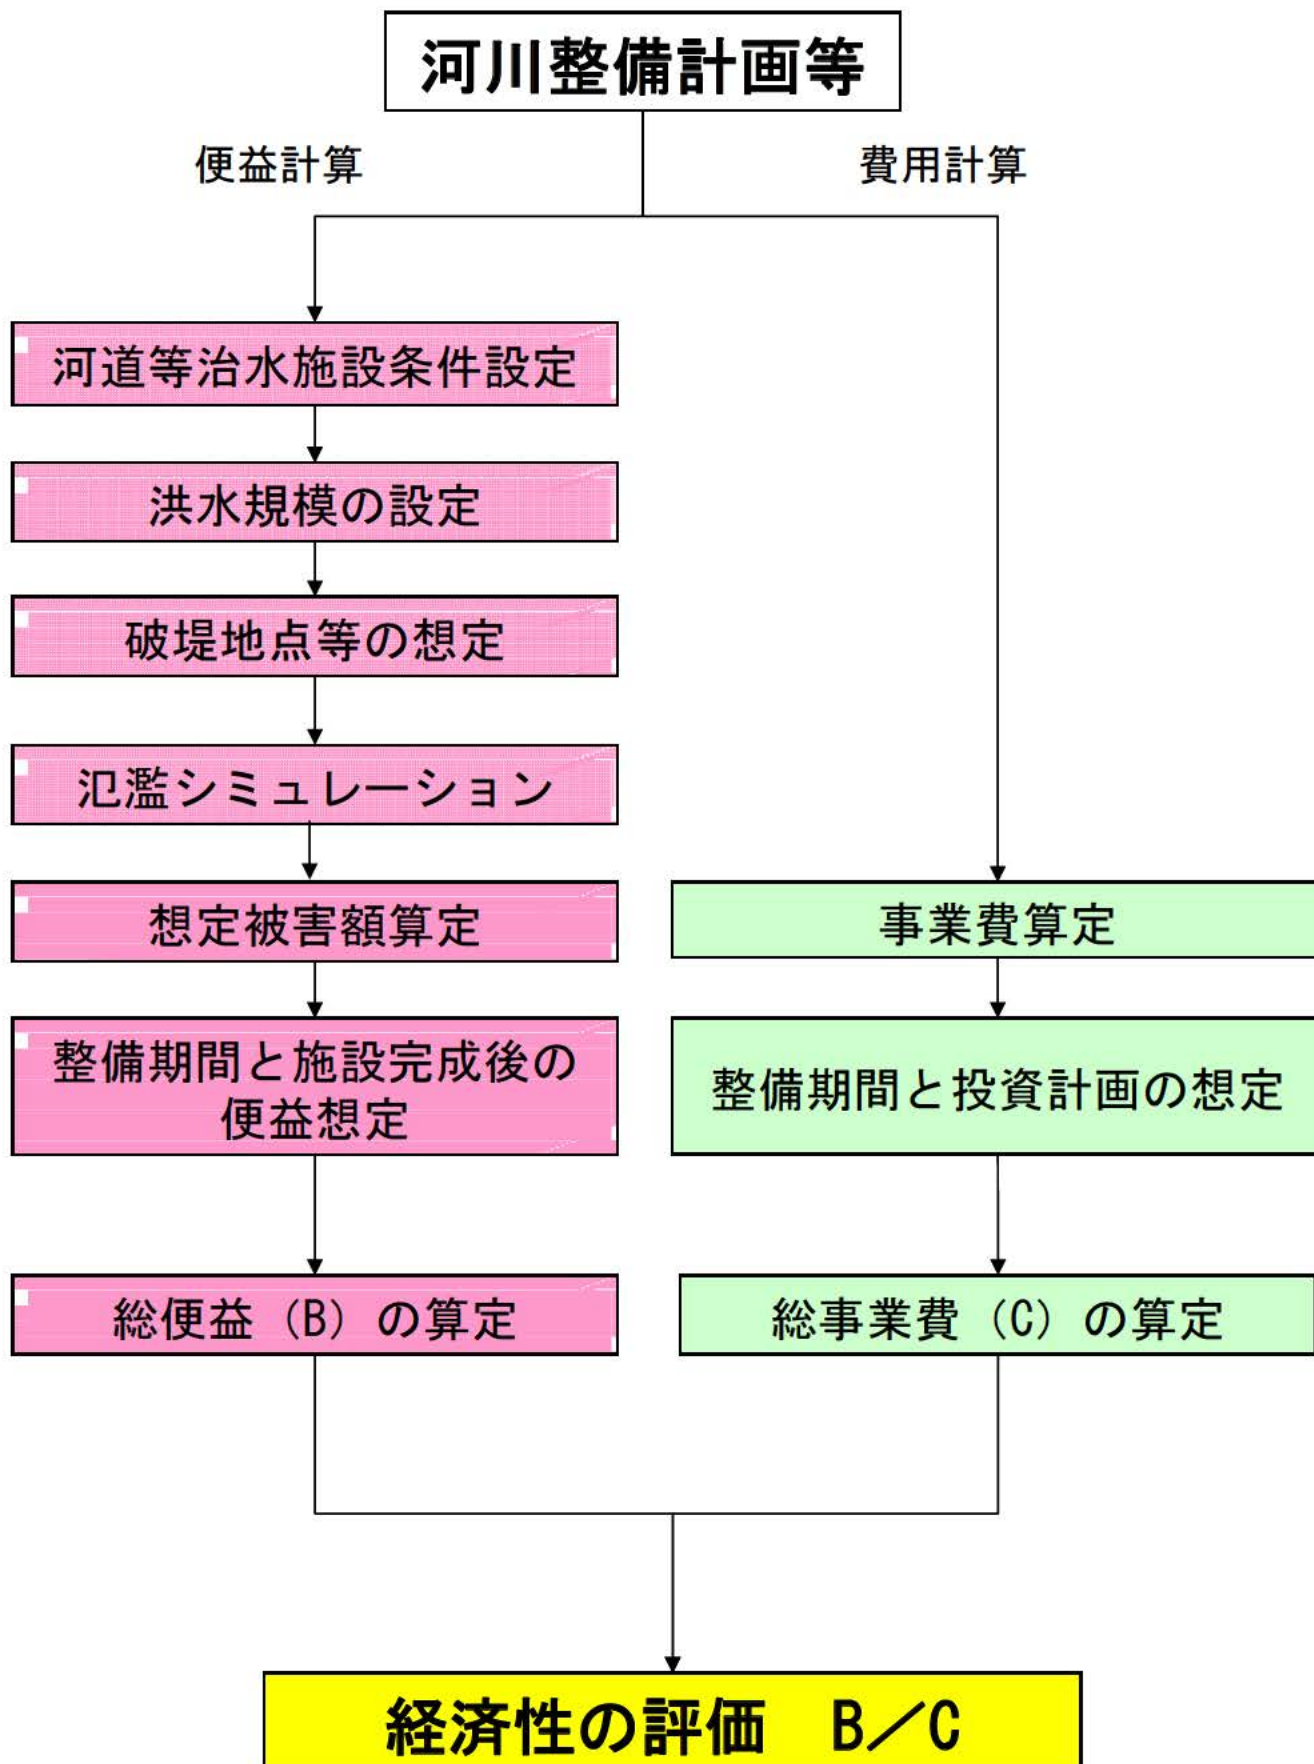 河川整備計画等
便益計算
費用計算
河道等治水施設条件設定
洪水規模の設定
破堤地点等の想定
氾濫シミュレーション
想定被害額算定
整備期間と施設完成後の
便益想定
総便益（B）の算定
事業費算定
整備期間と投資計画の想定
総事業費（C）の算定
経済性の評価　B／C